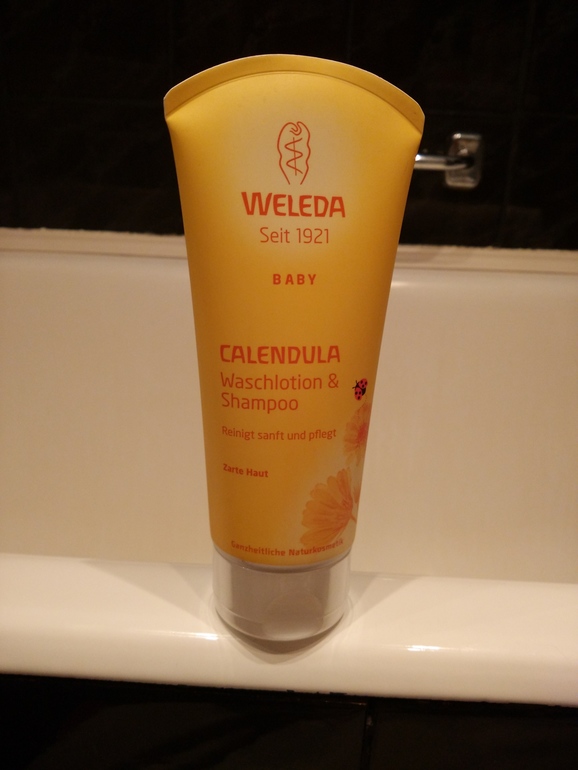 WELEDA
Seit 1921
BABY
CALENDULA
Waschlotion &
Shampoo
Reinigt sanft und pflegt
Zarte Haut
Ganzheitliche Naturkosmetik